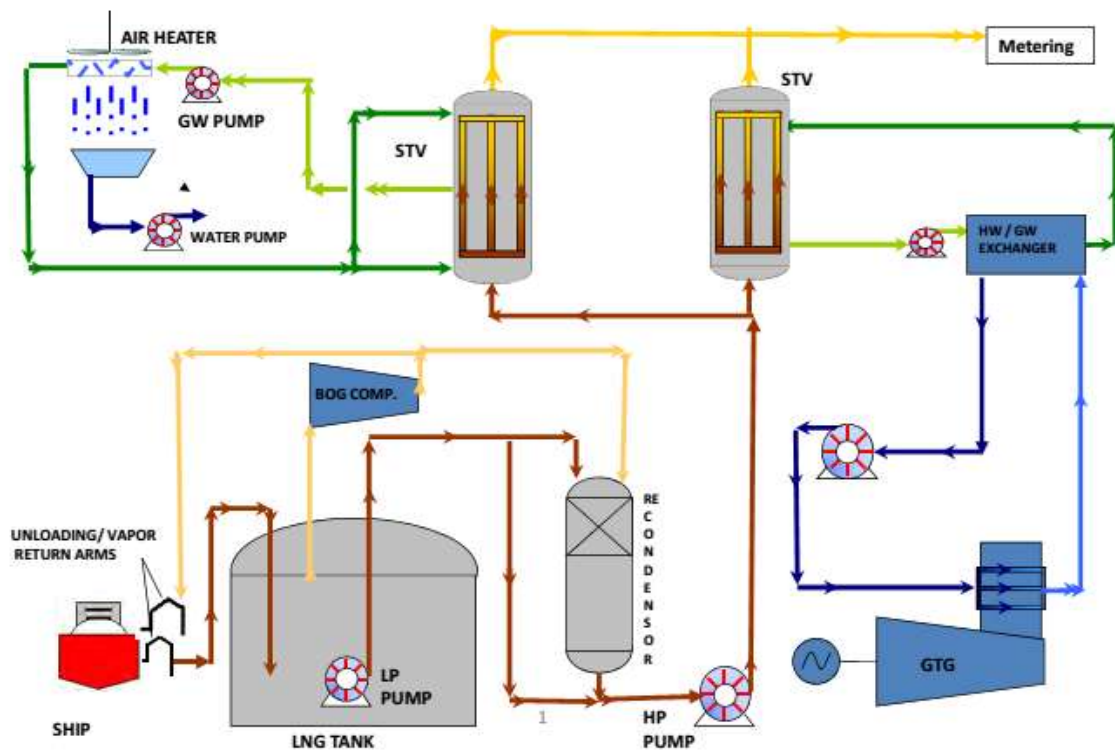 AIR HEATER
Metering
STV
GW PUMP
STV
WATER PUMP
HW / GW
EXCHANGER
BOG COMP.
UNLOADING/ VAPOR
RETURN ARMS
RE
C
O
N
D
E
N
S
O
R
LP
PUMP
GTG
1
HP
PUMP
SHIP
LNG TANK